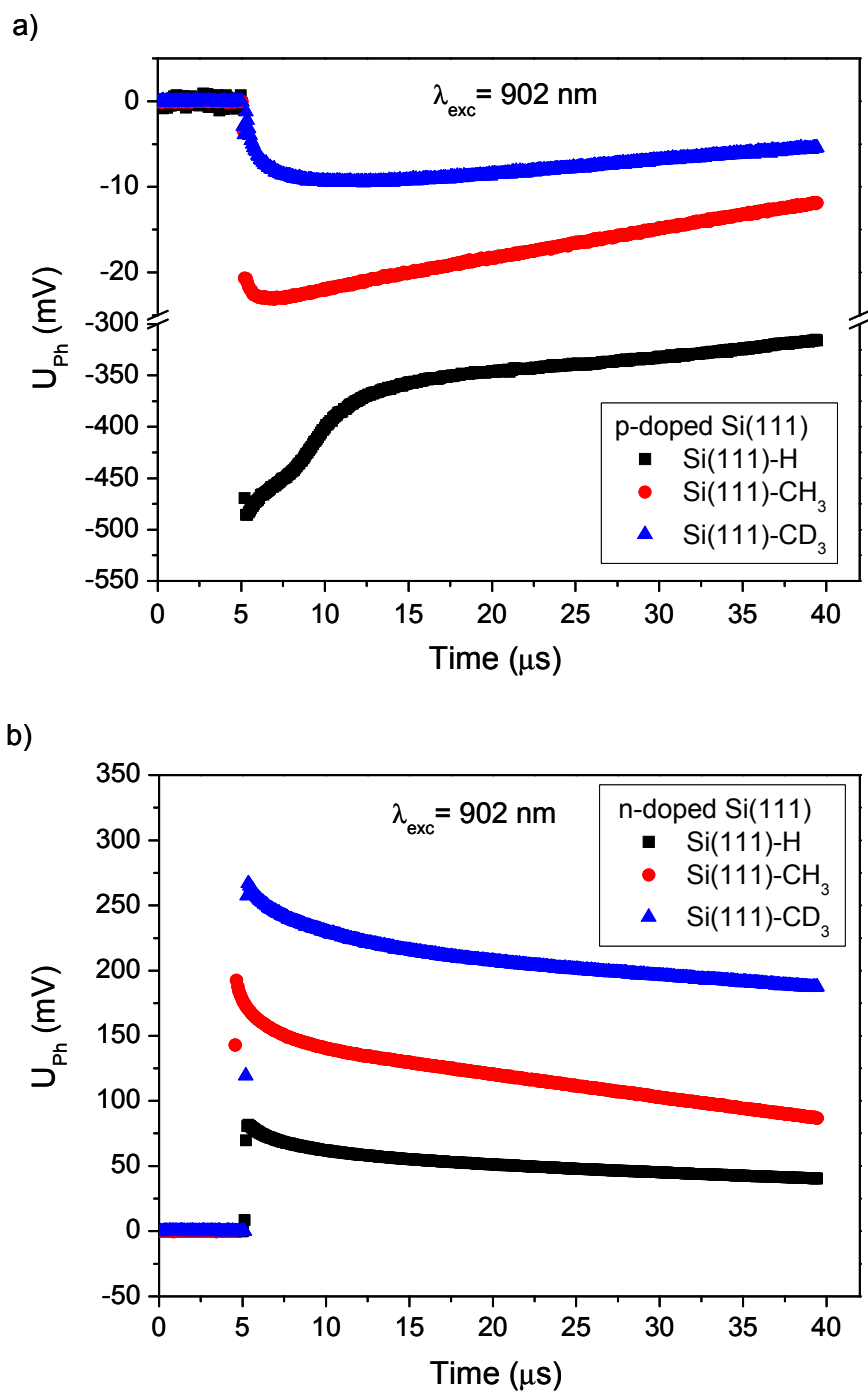 a)
λexc= 902 nm
0
-10
-20
-300
-350
-400
-450
-500
-550
UPh (mV)
p-doped Si(111)
Si(111)-H
Si(111)-CH3
Si(111)-CD3
0 5 10 15 20 25 30 35 40
Time (μs)
b)
λexc= 902 nm
350
300
250
200
150
100
50
0
-50
UPh (mV)
n-doped Si(111)
Si(111)-H
Si(111)-CH3
Si(111)-CD3
0 5 10 15 20 25 30 35 40
Time (μs)